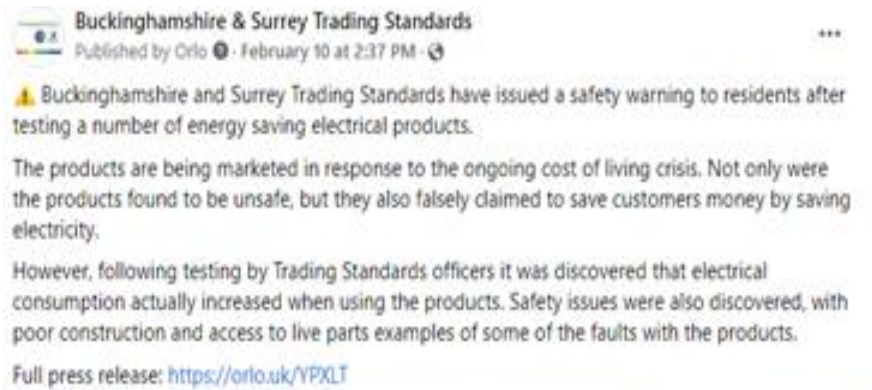 Buckinghamshire & Surrey Trading Standards
Published by Orlo · February 10 at 2:37 PM ·
⚠ Buckinghamshire and Surrey Trading Standards have issued a safety warning to residents after
testing a number of energy saving electrical products.
The products are being marketed in response to the ongoing cost of living crisis. Not only were
the products found to be unsafe, but they also falsely claimed to save customers money by saving
electricity.
However, following testing by Trading Standards officers it was discovered that electrical
consumption actually increased when using the products. Safety issues were also discovered, with
poor construction and access to live parts examples of some of the faults with the products.
Full press release: https://orlo.uk/YPXLT